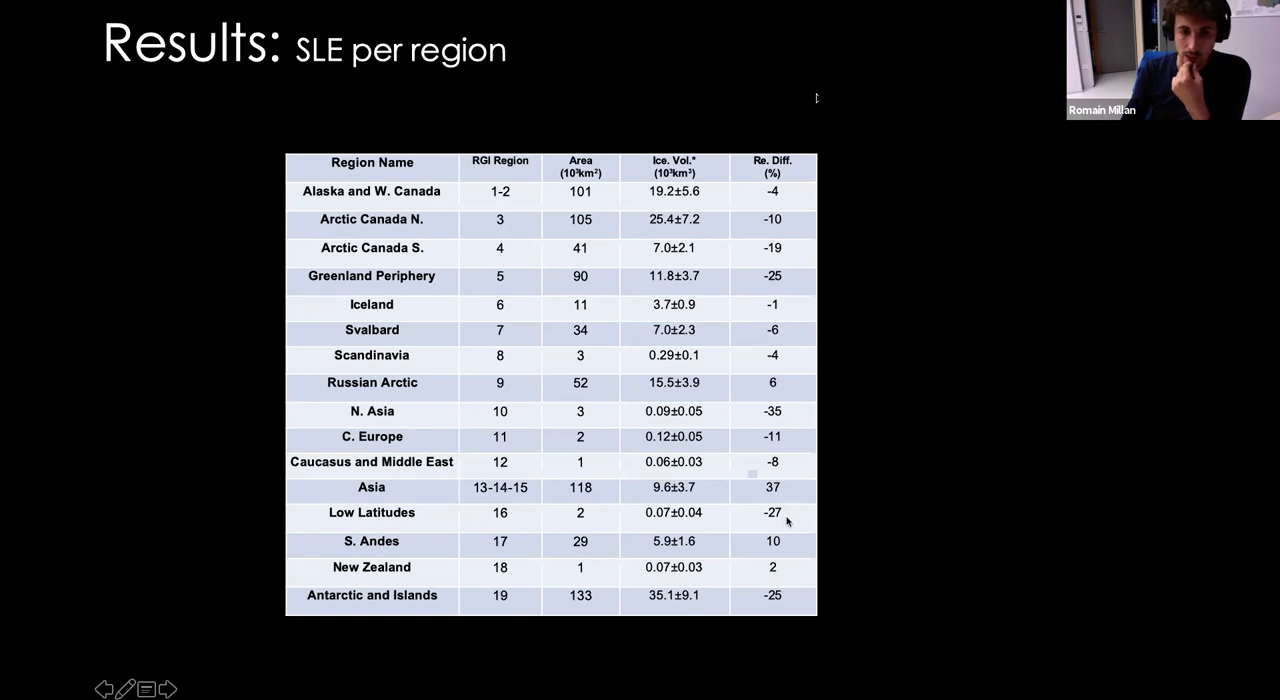 Results: SLE per region
Romain Millan
Region Name RGI Region Area (10³km²) Ice. Vol.* (10³km³) Re. Diff. (%)
Alaska and W. Canada 1-2 101 19.2±5.6 -4
Arctic Canada N. 3 105 25.4±7.2 -10
Arctic Canada S. 4 41 7.0±2.1 -19
Greenland Periphery 5 90 11.8±3.7 -25
Iceland 6 11 3.7±0.9 -1
Svalbard 7 34 7.0±2.3 -6
Scandinavia 8 3 0.29±0.1 -4
Russian Arctic 9 52 15.5±3.9 6
N. Asia 10 3 0.09±0.05 -35
C. Europe 11 2 0.12±0.05 -11
Caucasus and Middle East 12 1 0.06±0.03 -8
Asia 13-14-15 118 9.6±3.7 37
Low Latitudes 16 2 0.07±0.04 -27
S. Andes 17 29 5.9±1.6 10
New Zealand 18 1 0.07±0.03 2
Antarctic and Islands 19 133 35.1±9.1 -25